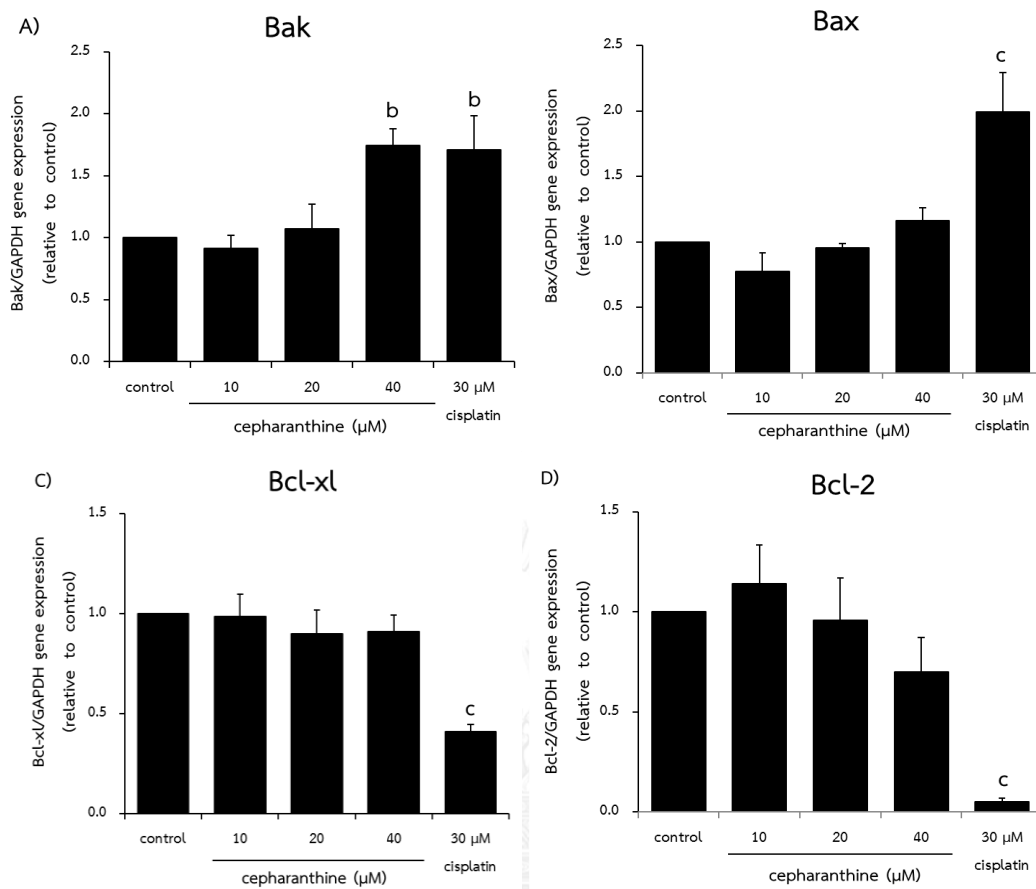 A)
Bak
Bak/GAPDH gene expression
(relative to control)
2.5
2.0
1.5
1.0
0.5
0.0
b
b
control
10
20
40
30 µM
cisplatin
cepharanthine (µM)
Bax
Bax/GAPDH gene expression
(relative to control)
2.5
2.0
1.5
1.0
0.5
0.0
c
control
10
20
40
30 µM
cisplatin
cepharanthine (µM)
C)
Bcl-xl
Bcl-xl/GAPDH gene expression
(relative to control)
1.5
1.0
0.5
0.0
c
control
10
20
40
30 µM
cisplatin
cepharanthine (µM)
D)
Bcl-2
Bcl-2/GAPDH gene expression
(relative to control)
1.5
1.0
0.5
0.0
c
control
10
20
40
30 µM
cisplatin
cepharanthine (µM)